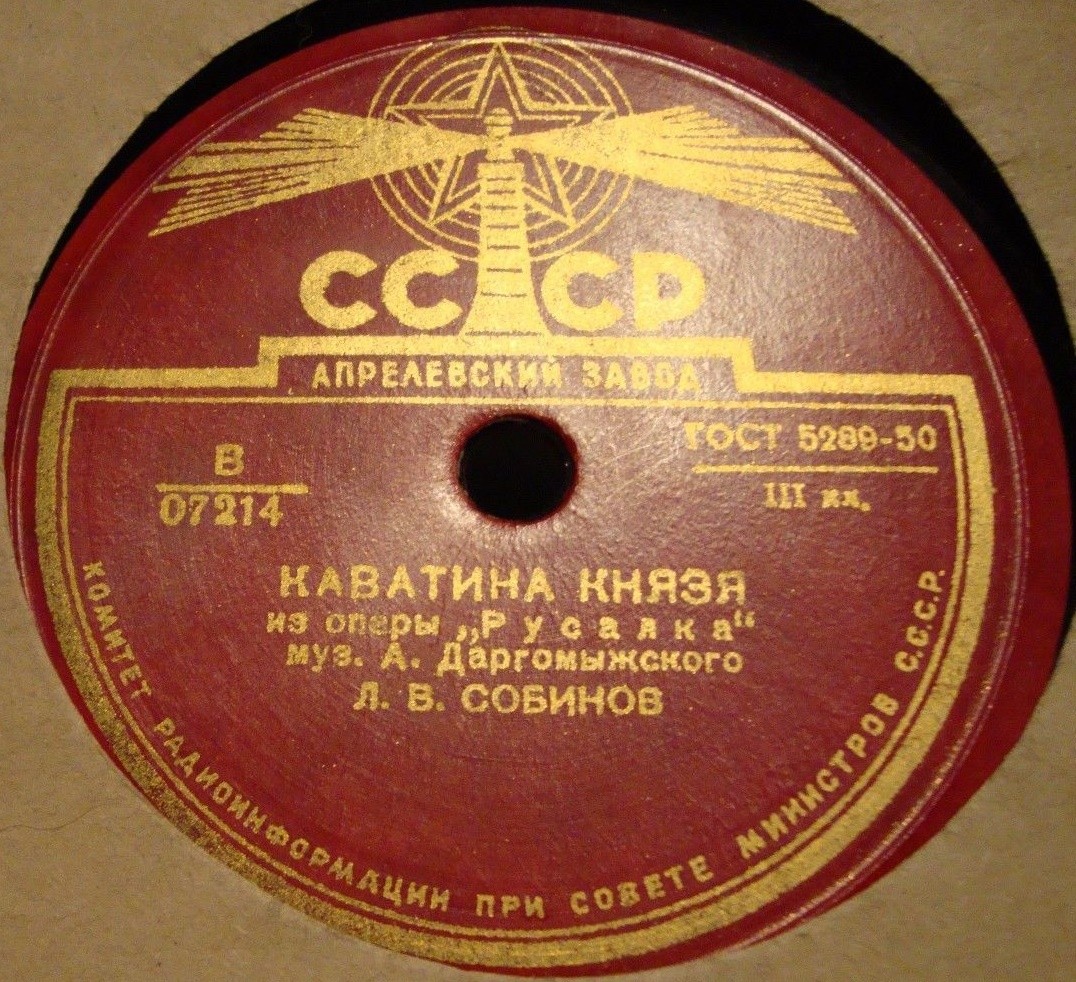 СССР
АПРЕЛЕВСКИЙ ЗАВОД
В
07214
ГОСТ 5289-50
III кл.
КАВАТИНА КНЯЗЯ
из оперы „Русалка“
муз. А. Даргомыжского
Л. В. СОБИНОВ
КОМИТЕТ РАДИОИНФОРМАЦИИ ПРИ СОВЕТЕ МИНИСТРОВ С.С.С.Р.